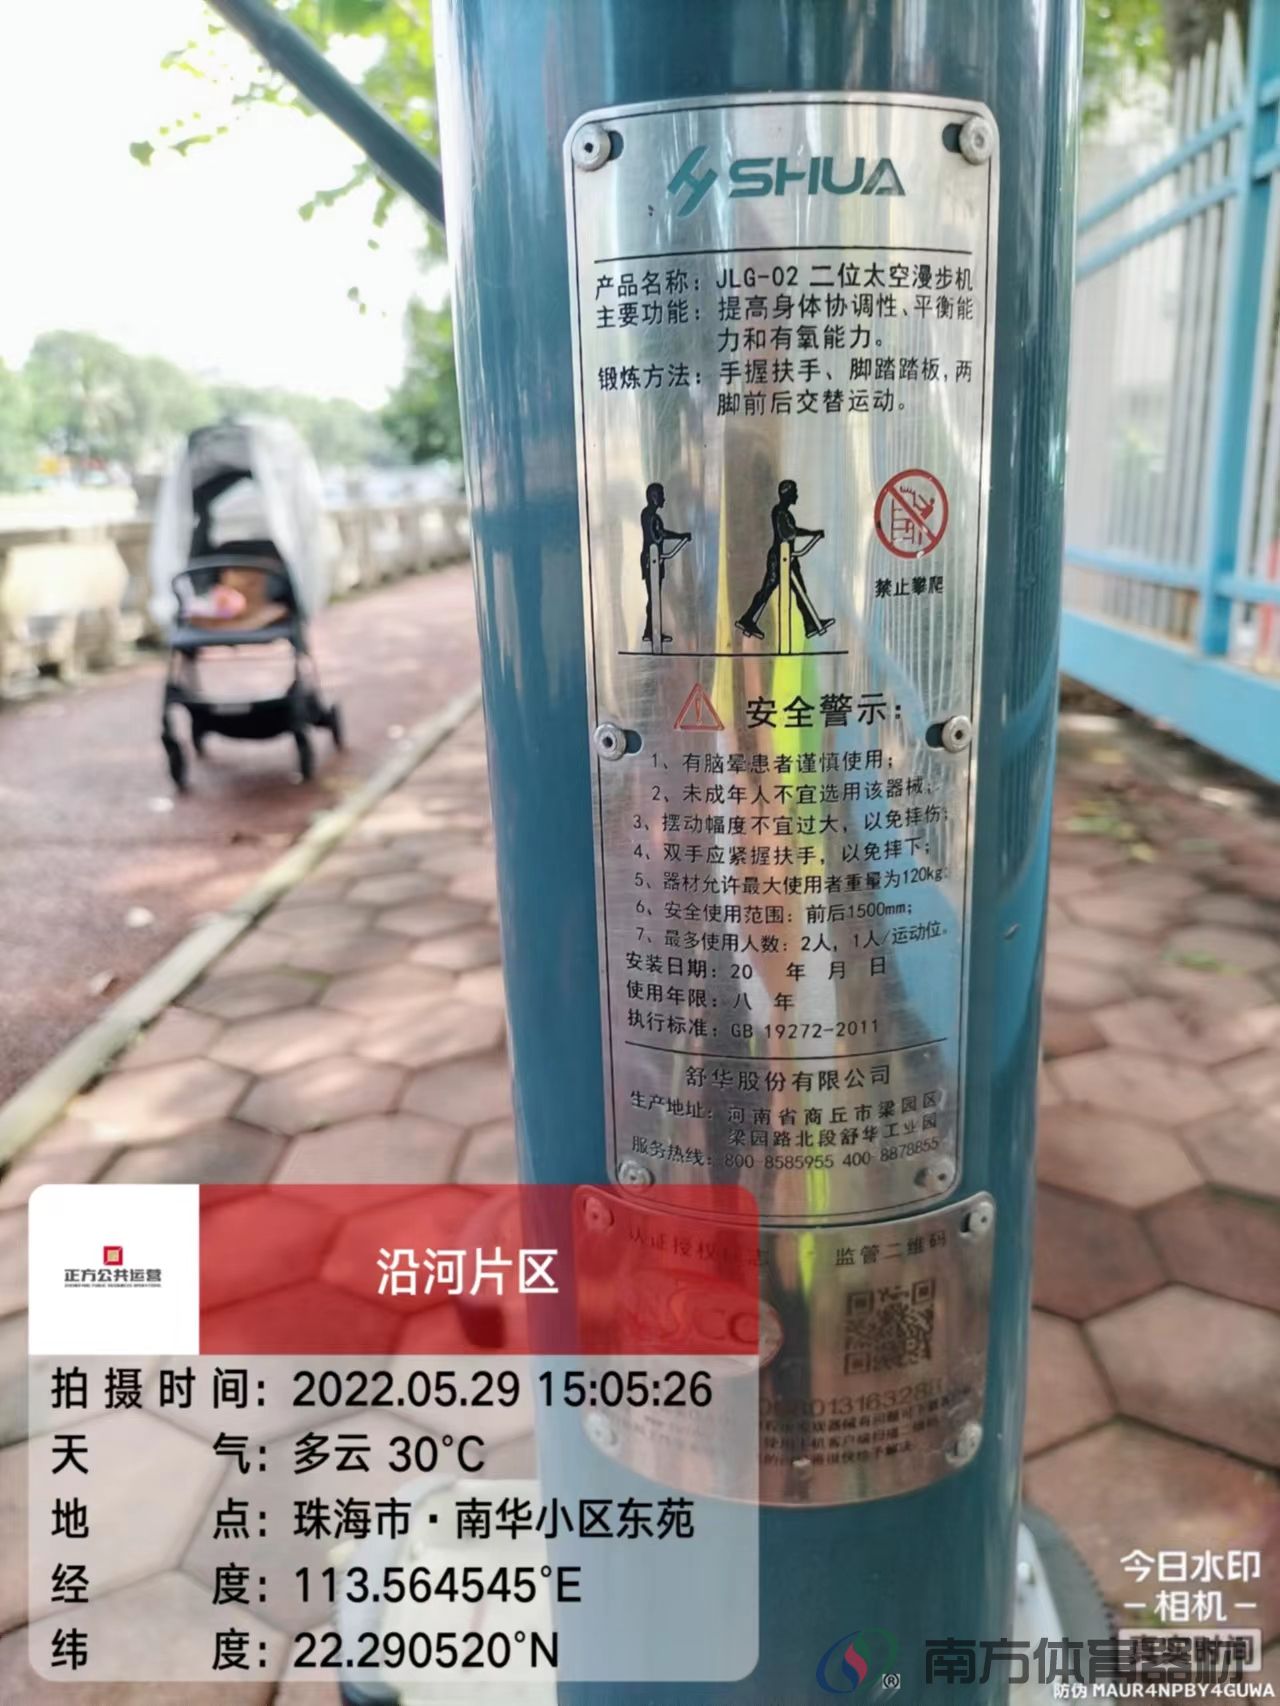 SHUA
产品名称：JLG-02 二位太空漫步机
主要功能：提高身体协调性、平衡能
力和有氧能力。
锻炼方法：手握扶手、脚踏踏板，两
脚前后交替运动。
禁止攀爬
安全警示：
1、有脑晕患者谨慎使用；
2、未成年人不宜选用该器械；
3、摆动幅度不宜过大，以免摔伤；
4、双手应紧握扶手，以免摔下；
5、器材允许最大使用者重量为120kg；
6、安全使用范围：前后1500mm；
7、最多使用人数：2人，1人/运动位。
安装日期：20 年 月 日
使用年限：八 年
执行标准：GB 19272-2011
舒华股份有限公司
生产地址：河南省商丘市梁园区
梁园路北段舒华工业园
服务热线：800-8585955 400-8878855
认证授权标志 监管二维码
正方公共运营
沿河片区
拍摄时间：2022.05.29 15:05:26
天气：多云 30°C
地点：珠海市·南华小区东苑
经度：113.564545°E
纬度：22.290520°N
今日水印
相机
真实时间
防伪 MAUR4NPBY4GUWA
® 南方体育器材